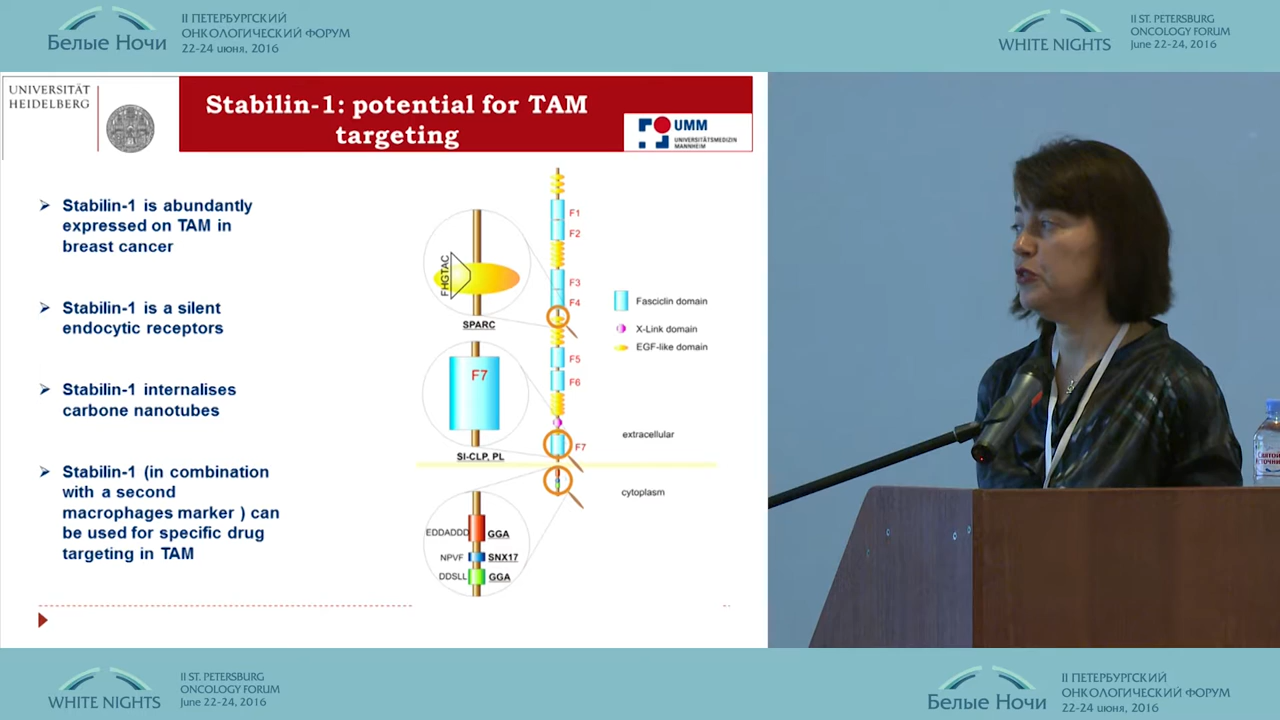 Белые Ночи
II ПЕТЕРБУРГСКИЙ
ОНКОЛОГИЧЕСКИЙ ФОРУМ
22-24 июня, 2016
WHITE NIGHTS
II ST. PETERSBURG
ONCOLOGY FORUM
June 22-24, 2016
UNIVERSITÄT
HEIDELBERG
Stabilin-1: potential for TAM
targeting
UMM
UNIVERSITÄTSMEDIZIN
MANNHEIM
Stabilin-1 is abundantly
expressed on TAM in
breast cancer
Stabilin-1 is a silent
endocytic receptors
Stabilin-1 internalises
carbone nanotubes
Stabilin-1 (in combination
with a second
macrophages marker ) can
be used for specific drug
targeting in TAM
FHGTAC
SPARC
F7
SI-CLP, PL
EDDADDD
GGA
NPVF
SNX17
DDSLL
GGA
F1
F2
F3
F4
F5
F6
F7
Fasciclin domain
X-Link domain
EGF-like domain
extracellular
cytoplasm
Святой
Источник
WHITE NIGHTS
II ST. PETERSBURG
ONCOLOGY FORUM
June 22-24, 2016
Белые Ночи
II ПЕТЕРБУРГСКИЙ
ОНКОЛОГИЧЕСКИЙ ФОРУМ
22-24 июня, 2016